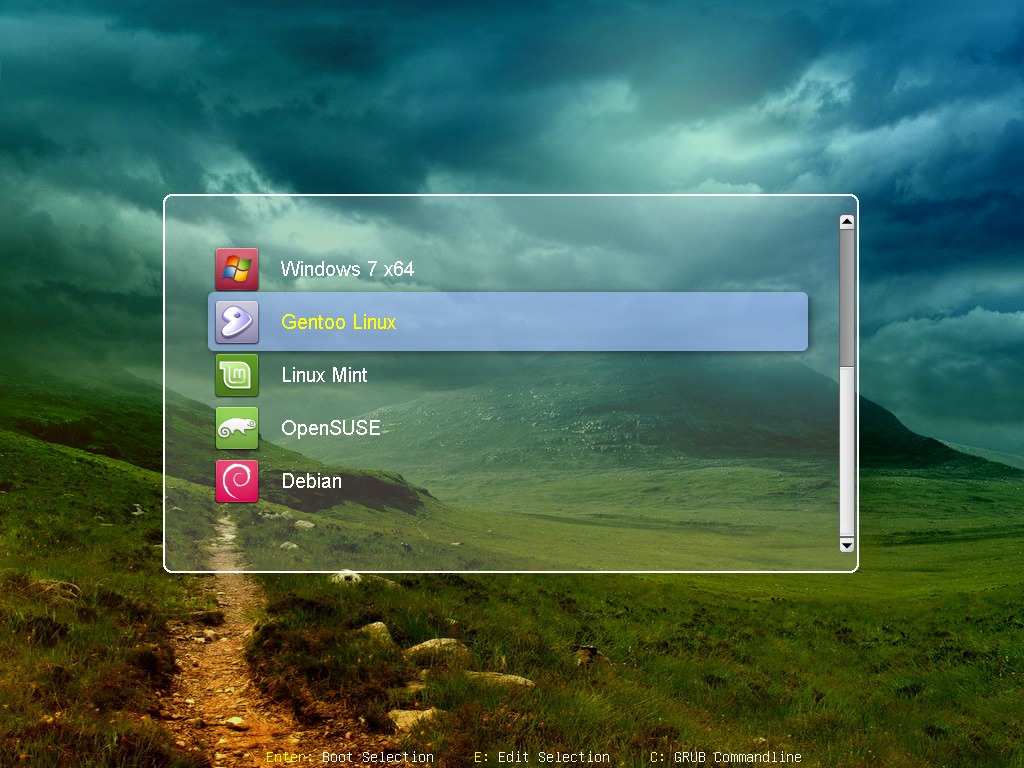 Windows 7 x64
Gentoo Linux
Linux Mint
OpenSUSE
Debian
Enter: Boot Selection E: Edit Selection C: GRUB Commandline